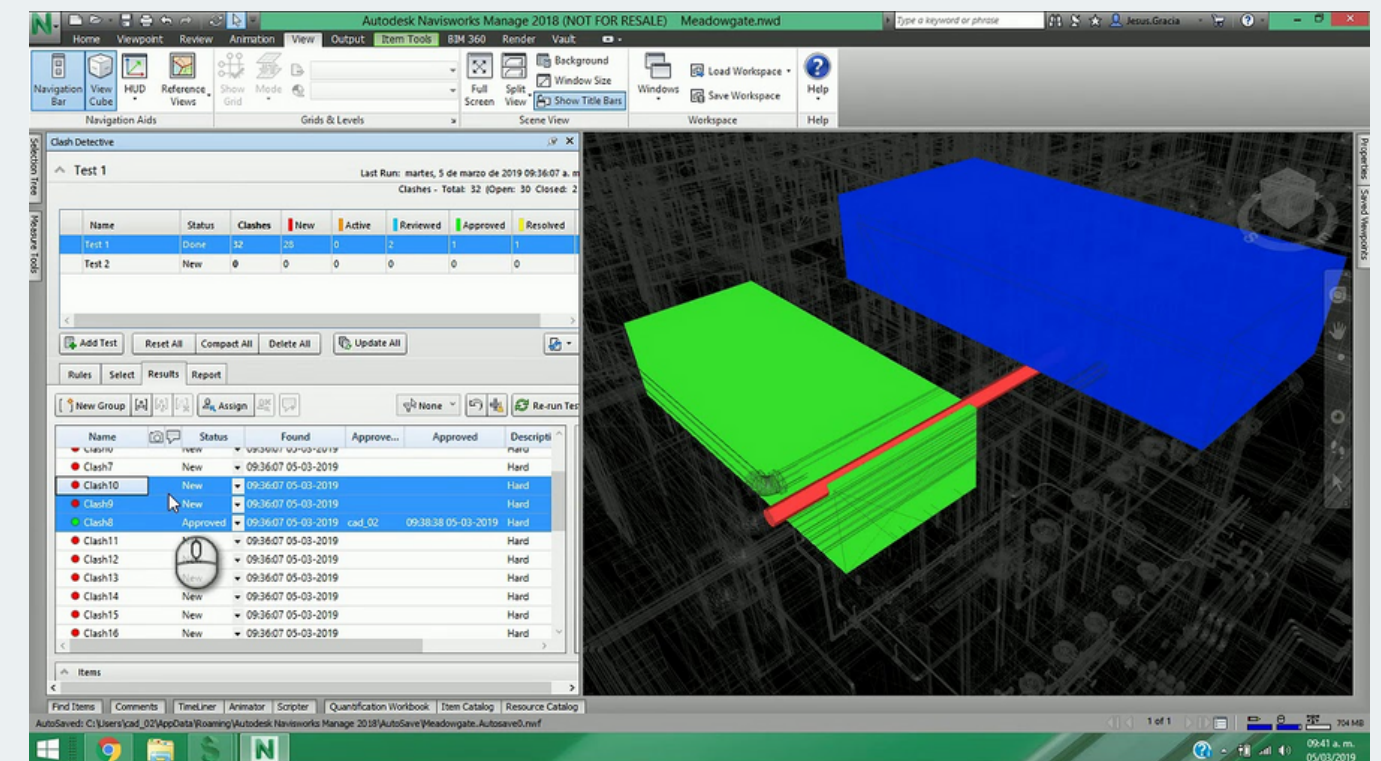 Autodesk Navisworks Manage 2018 (NOT FOR RESALE) Meadowgate.nwd
Type a keyword or phrase
Jesus.Gracia
Home Viewpoint Review Animation View Output Item Tools BIM 360 Render Vault
Navigation Bar
View Cube
HUD
Reference Views
Show Grid
Mode
Full Screen
Split View
Background
Window Size
Show Title Bars
Windows
Load Workspace
Save Workspace
Help
Navigation Aids Grids & Levels Scene View Workspace Help
Selection Tree
Measure Tools
Properties
Saved Viewpoints
Clash Detective
Test 1
Last Run: martes, 5 de marzo de 2019 09:36:07 a. m
Clashes - Total: 32 (Open: 30 Closed: 2
Name Status Clashes New Active Reviewed Approved Resolved
Test 1 Done 32 28 0 2 1 1
Test 2 New 0 0 0 0 0 0
Add Test Reset All Compact All Delete All Update All
Rules Select Results Report
New Group Assign None Re-run Tes
Name Status Found Approve... Approved Descripti
New 09:36:07 05-03-2019 Hard
Clash7 New 09:36:07 05-03-2019 Hard
Clash10 New 09:36:07 05-03-2019 Hard
Clash9 New 09:36:07 05-03-2019 Hard
Clash8 Approved 09:36:07 05-03-2019 cad_02 09:38:38 05-03-2019 Hard
Clash11 09:36:07 05-03-2019 Hard
Clash12 09:36:07 05-03-2019 Hard
Clash13 New 09:36:07 05-03-2019 Hard
Clash14 New 09:36:07 05-03-2019 Hard
Clash15 New 09:36:07 05-03-2019 Hard
Clash16 New 09:36:07 05-03-2019 Hard
Items
Find Items Comments TimeLiner Animator Scripter Quantification Workbook Item Catalog Resource Catalog
AutoSaved: C:\Users\cad_02\AppData\Roaming\Autodesk Navisworks Manage 2018\AutoSave\Meadowgate.Autosave0.nwf
1 of 1
704 MB
09:41 a. m.
05/03/2019